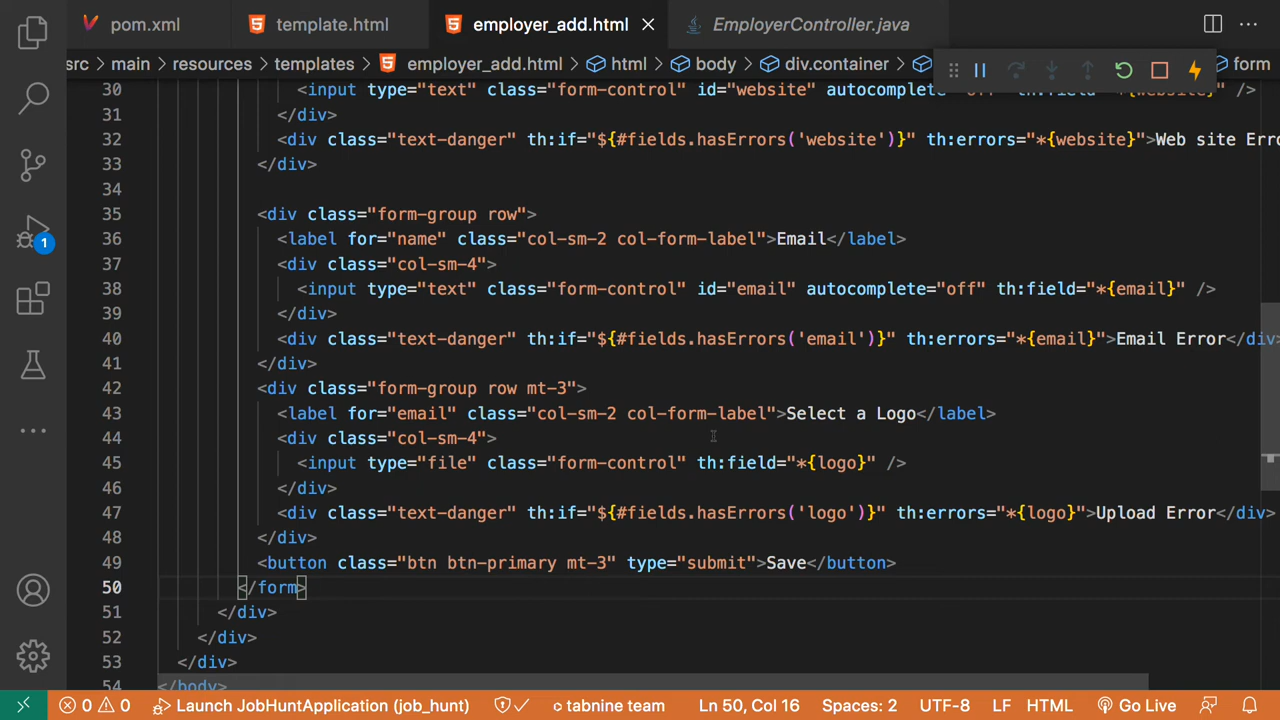 pom.xml template.html employer_add.html EmployerController.java
src > main > resources > templates > employer_add.html > html > body > div.container > form
30 <input type="text" class="form-control" id="website" autocomplete="off" th:field="*{website}" />
31 </div>
32 <div class="text-danger" th:if="${#fields.hasErrors('website')}" th:errors="*{website}">Web site Erro
33 </div>
34
35 <div class="form-group row">
36 <label for="name" class="col-sm-2 col-form-label">Email</label>
37 <div class="col-sm-4">
38 <input type="text" class="form-control" id="email" autocomplete="off" th:field="*{email}" />
39 </div>
40 <div class="text-danger" th:if="${#fields.hasErrors('email')}" th:errors="*{email}">Email Error</div>
41 </div>
42 <div class="form-group row mt-3">
43 <label for="email" class="col-sm-2 col-form-label">Select a Logo</label>
44 <div class="col-sm-4">
45 <input type="file" class="form-control" th:field="*{logo}" />
46 </div>
47 <div class="text-danger" th:if="${#fields.hasErrors('logo')}" th:errors="*{logo}">Upload Error</div>
48 </div>
49 <button class="btn btn-primary mt-3" type="submit">Save</button>
50 </form>
51 </div>
52 </div>
53 </div>
54 </body>
1
0 0 Launch JobHuntApplication (job_hunt) tabnine team Ln 50, Col 16 Spaces: 2 UTF-8 LF HTML Go Live